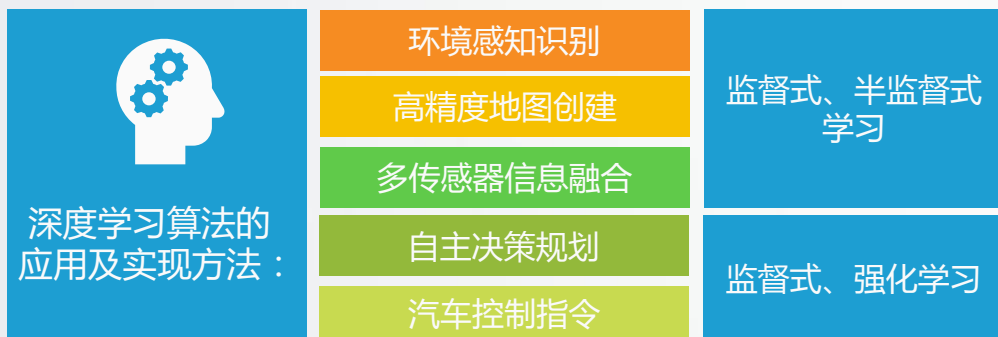 深度学习算法的
应用及实现方法：
环境感知识别
高精度地图创建
多传感器信息融合
自主决策规划
汽车控制指令
监督式、半监督式
学习
监督式、强化学习